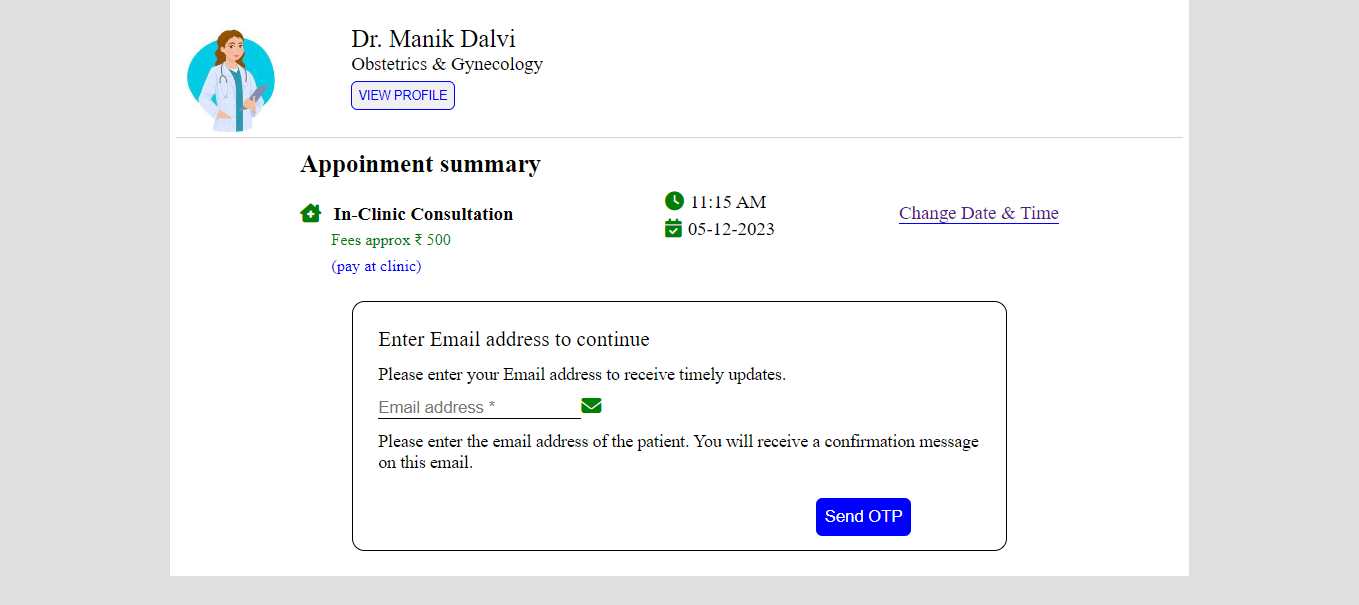 Dr. Manik Dalvi
Obstetrics & Gynecology
VIEW PROFILE
Appoinment summary
In-Clinic Consultation
Fees approx ₹ 500
(pay at clinic)
11:15 AM
05-12-2023
Change Date & Time
Enter Email address to continue
Please enter your Email address to receive timely updates.
Email address *
Please enter the email address of the patient. You will receive a confirmation message
on this email.
Send OTP